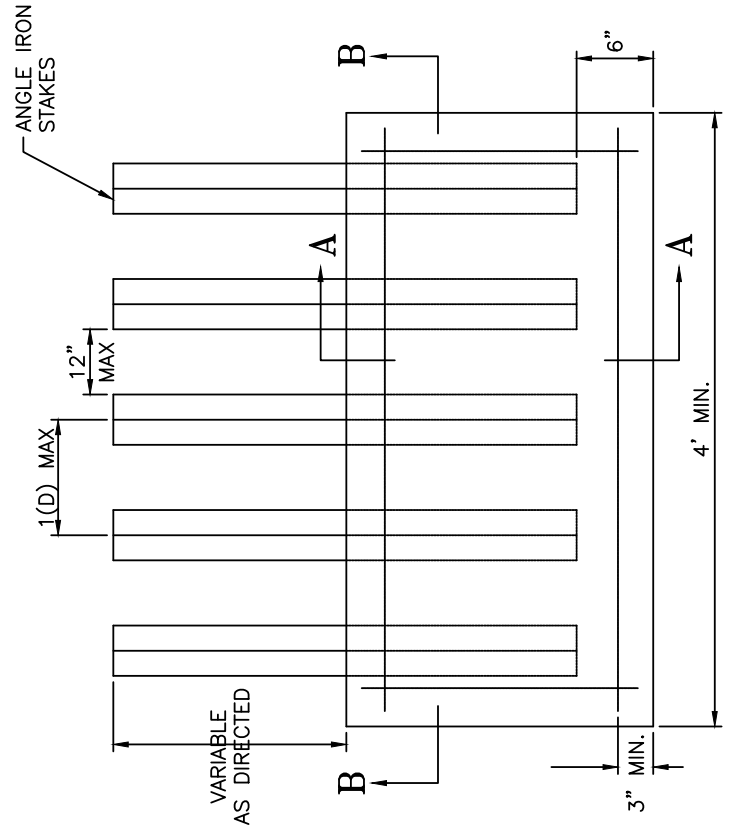 ANGLE IRON
STAKES
B
6"
A
12"
MAX
1(D) MAX
A
4' MIN.
VARIABLE
AS DIRECTED
B
3" MIN.